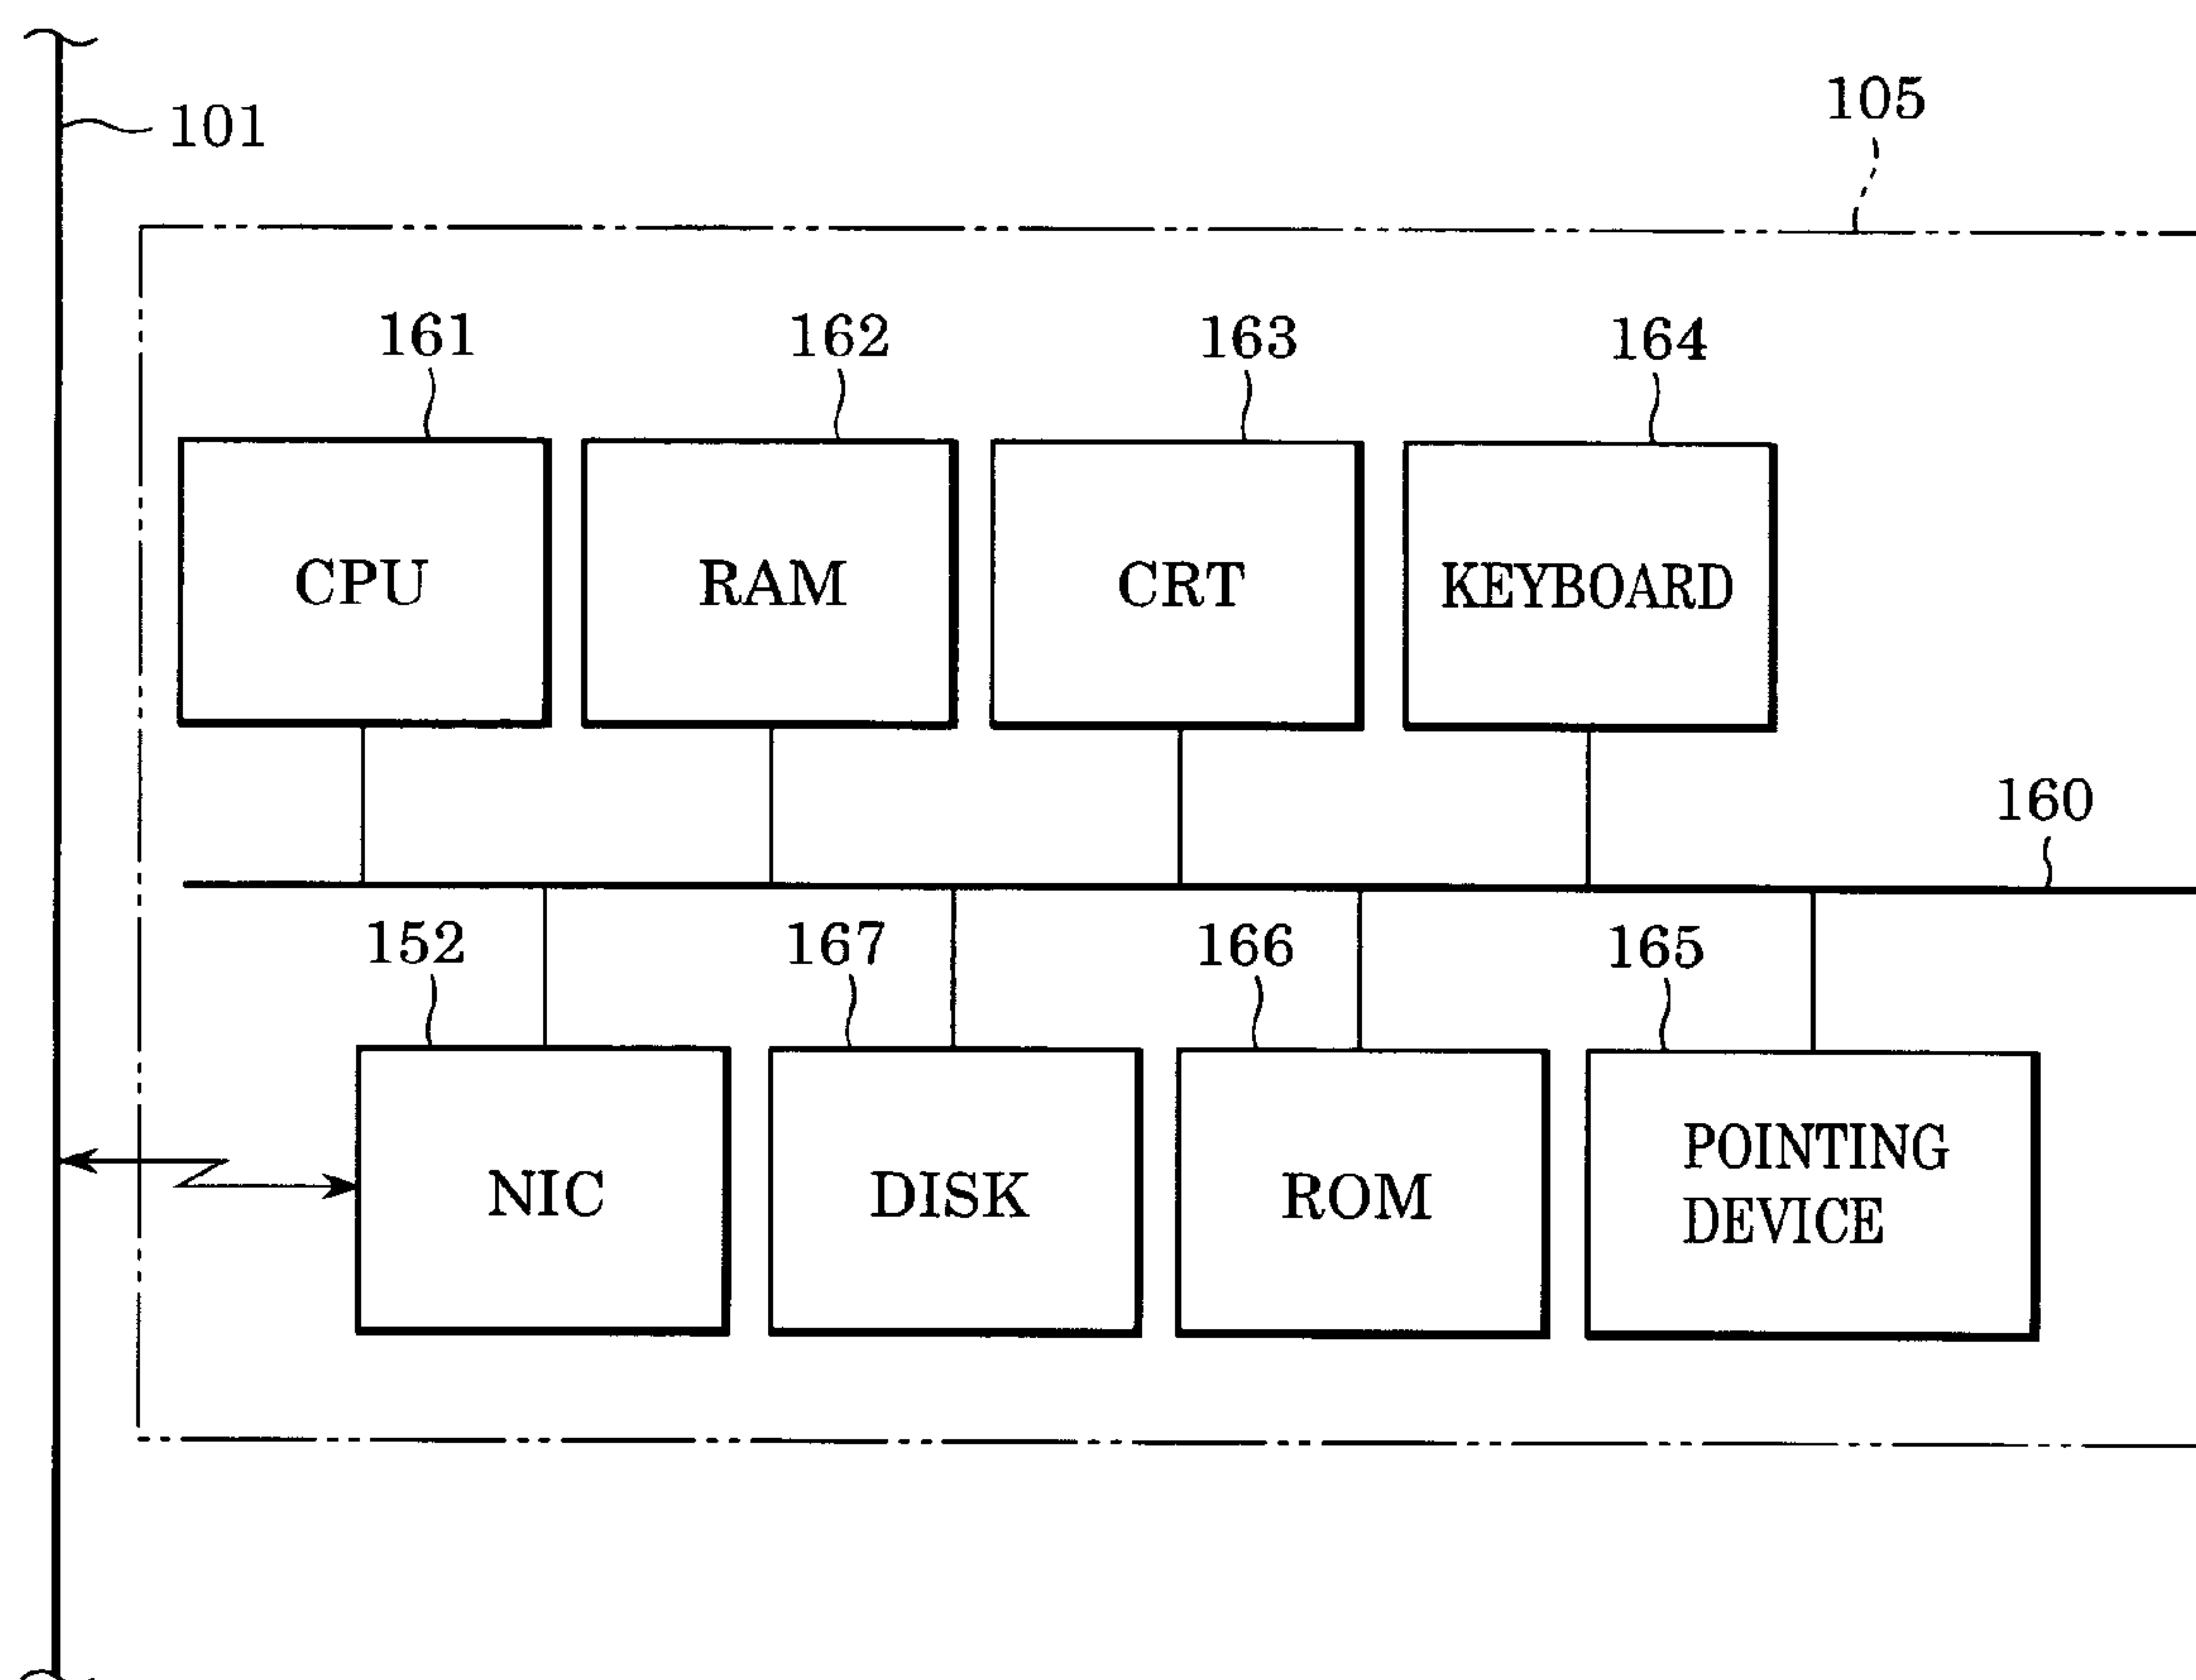 101
105
161
162
163
164
CPU
RAM
CRT
KEYBOARD
160
152
167
166
165
NIC
DISK
ROM
POINTING
DEVICE